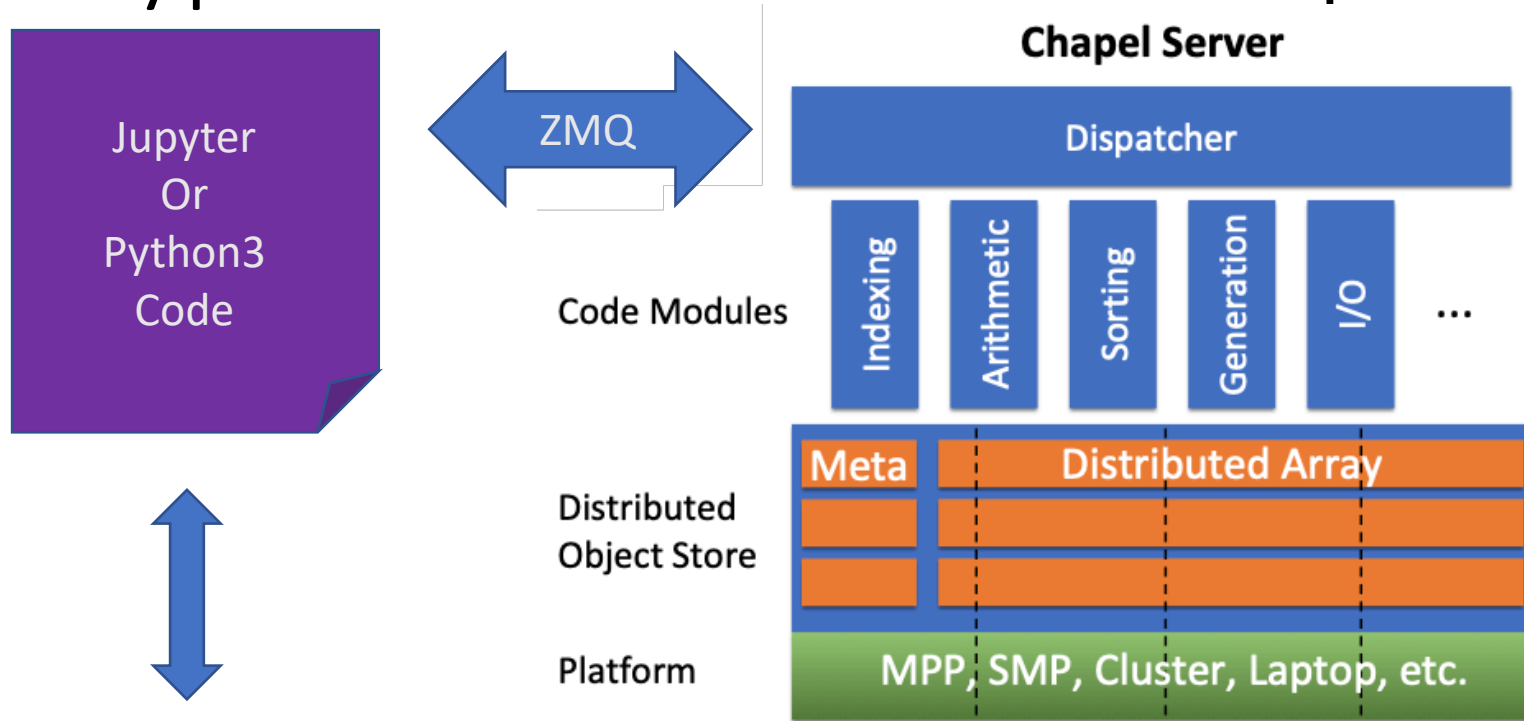 Jupyter
Or
Python3
Code
ZMQ
Chapel Server
Dispatcher
Code Modules
Indexing
Arithmetic
Sorting
Generation
I/O
...
Distributed
Object Store
Meta
Distributed Array
Platform
MPP, SMP, Cluster, Laptop, etc.